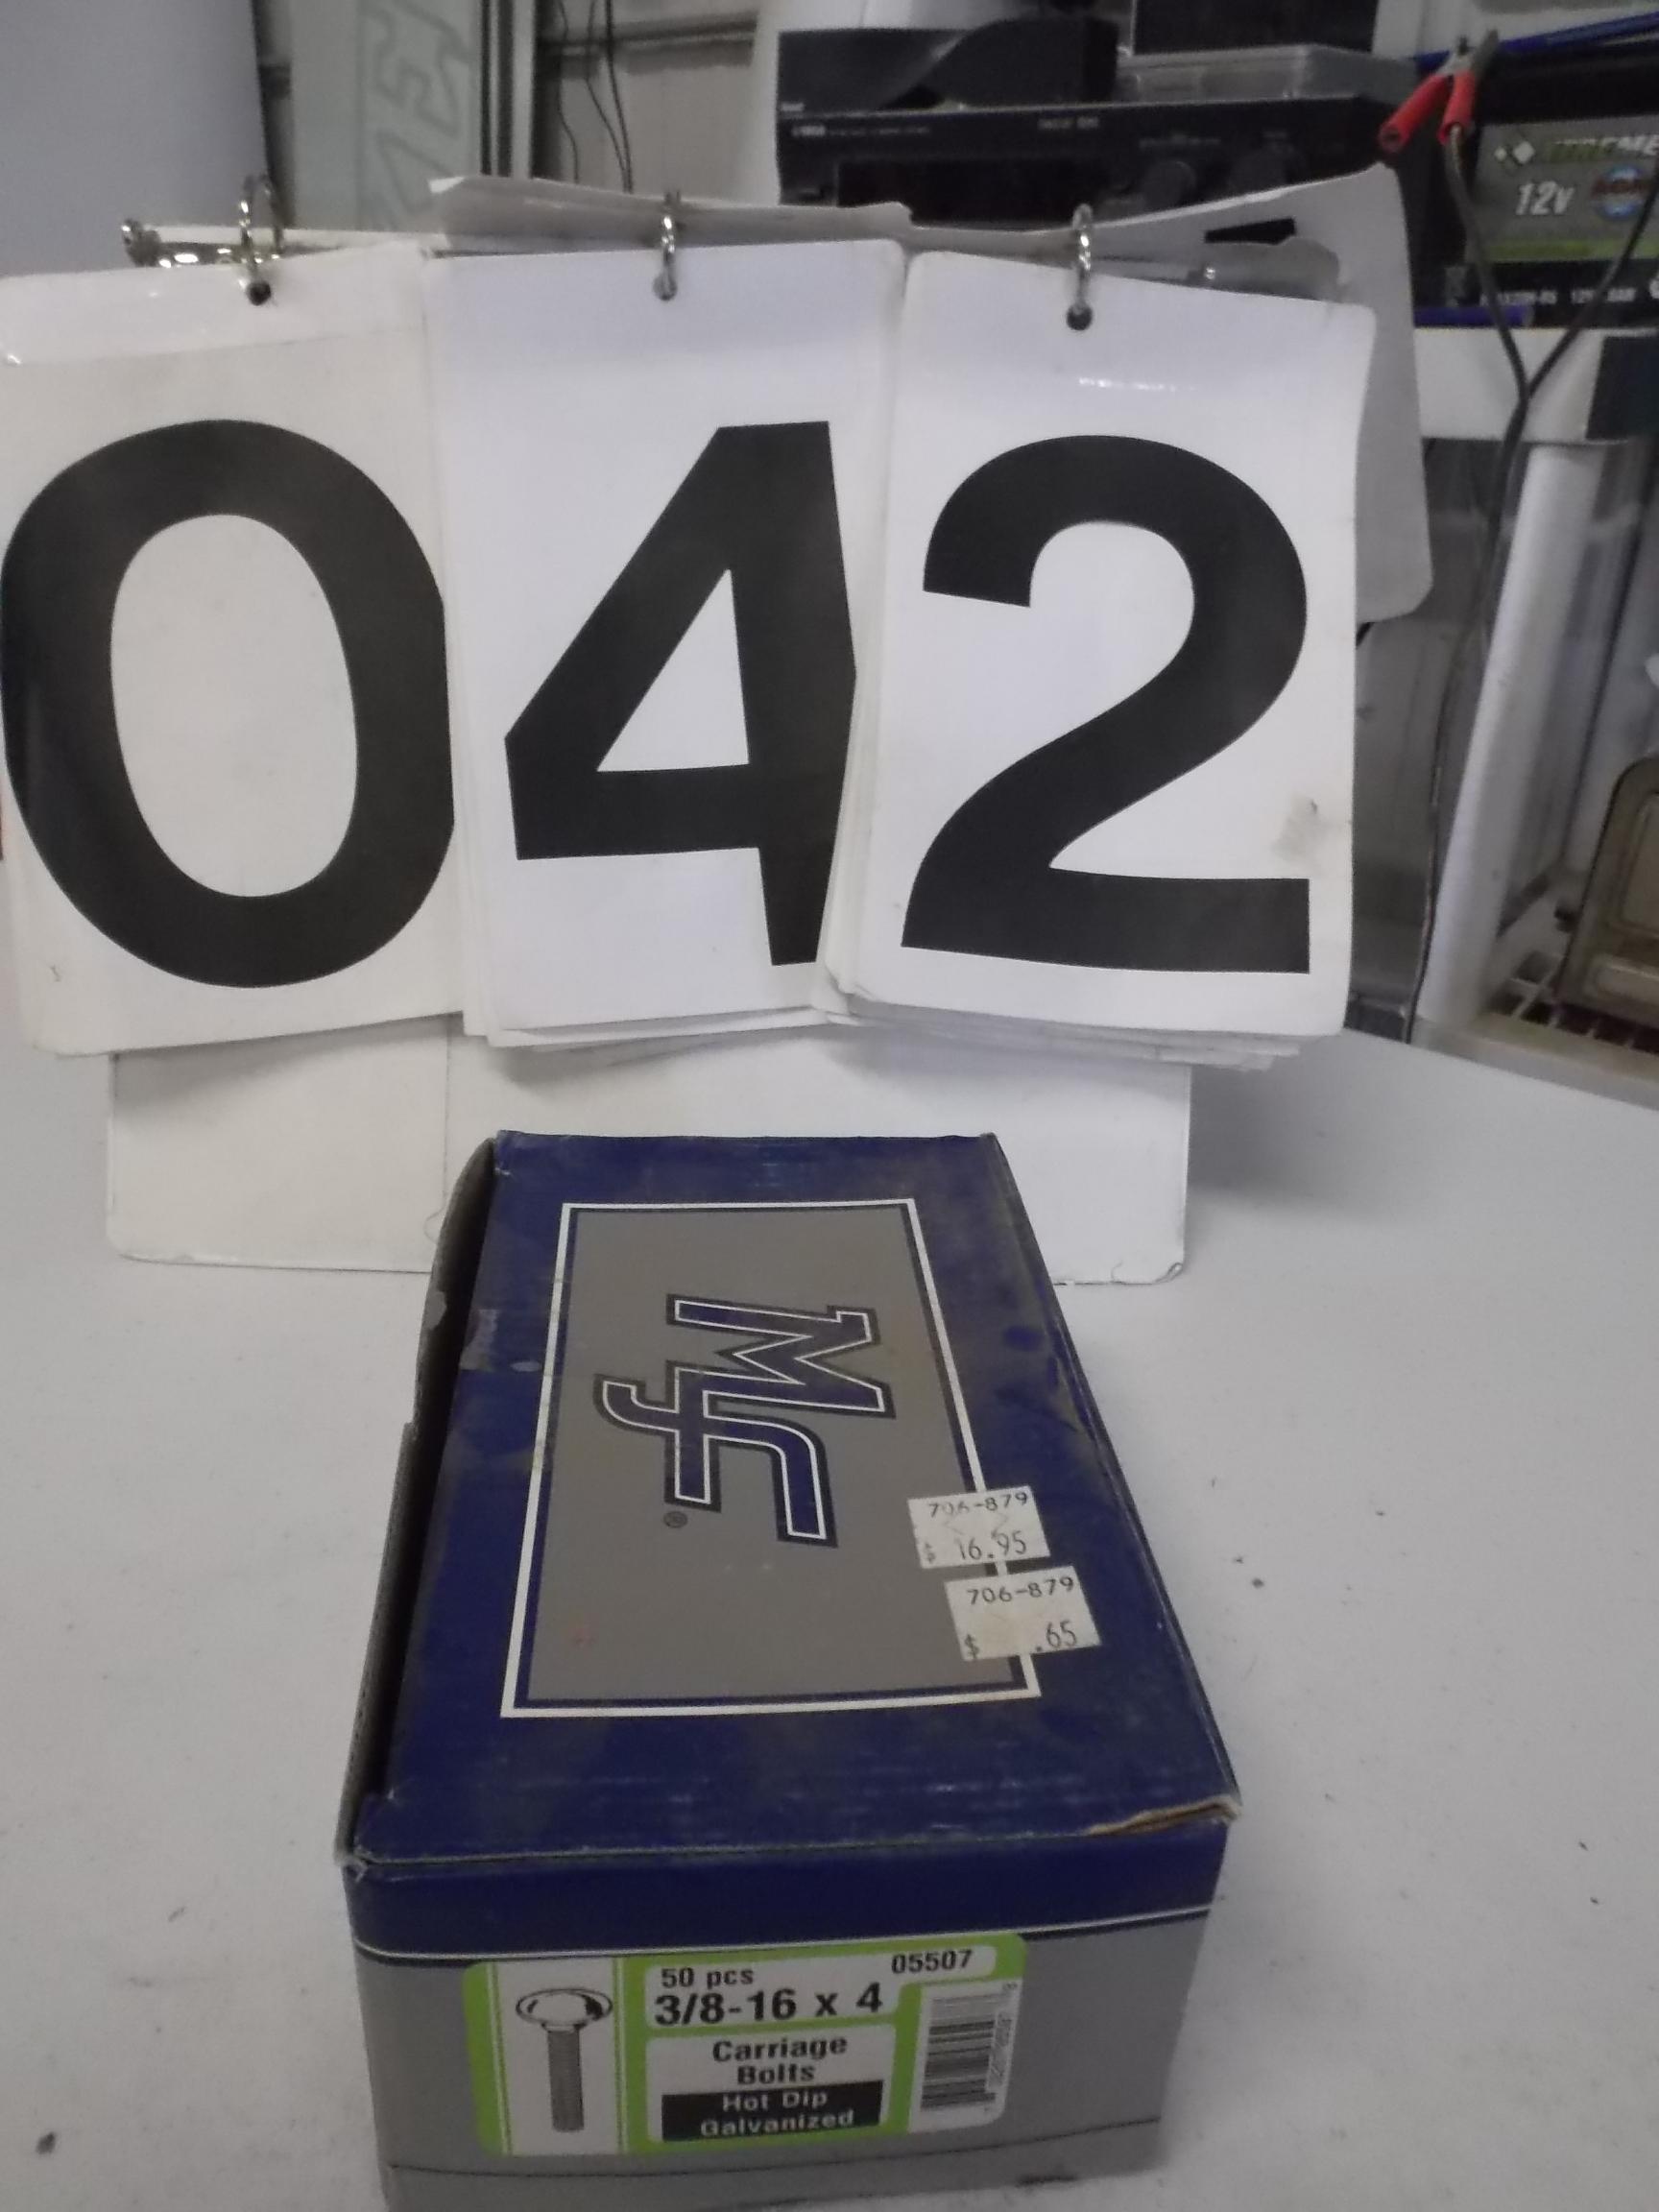 12v
042
MF®
706-879
$ 16.95
706-879
$ .65
50 pcs 05507
3/8-16 x 4
Carriage
Bolts
Hot Dip
Galvanized